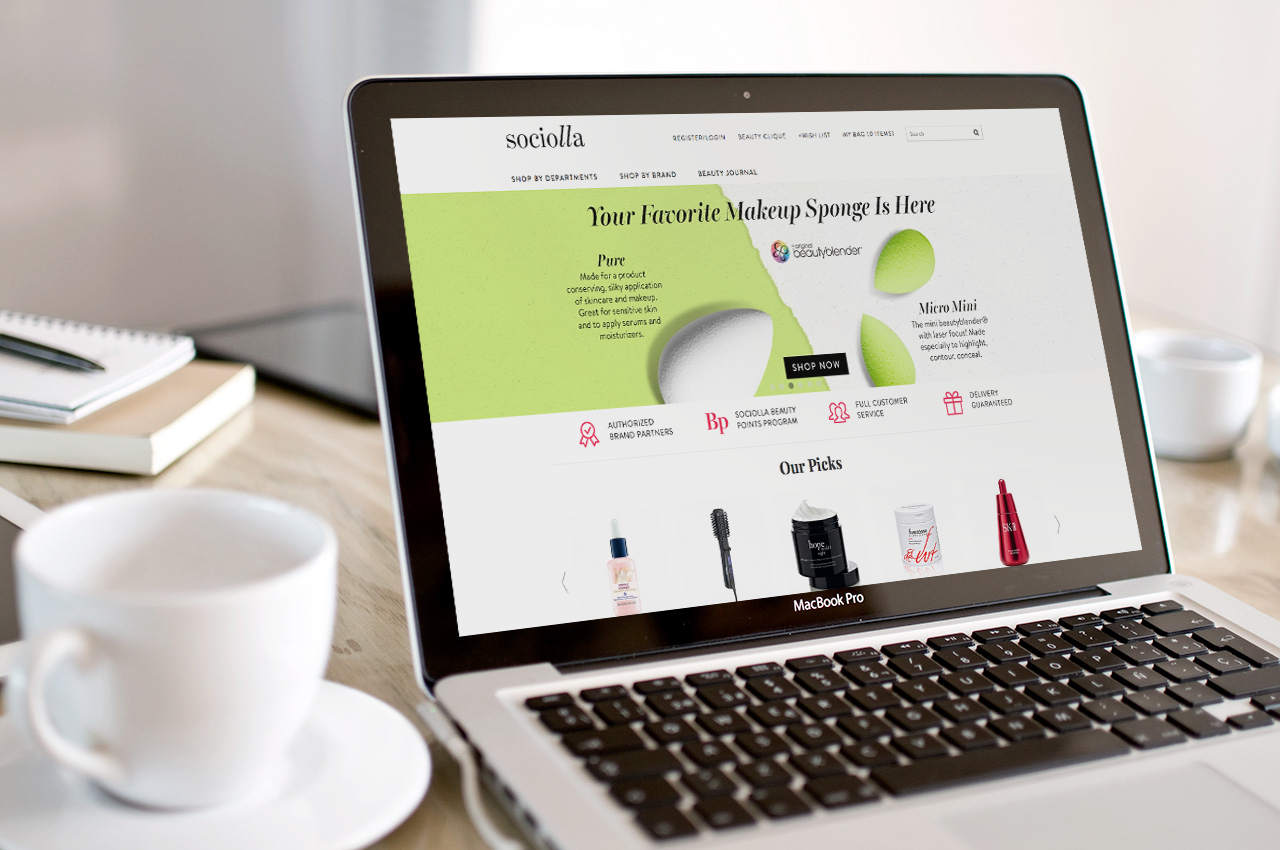 sociolla
REGISTER/LOGIN
BEAUTY CLIQUE
WISH LIST
MY BAG (0 ITEMS)
Search
SHOP BY DEPARTMENTS
SHOP BY BRAND
BEAUTY JOURNAL
Your Favorite Makeup Sponge Is Here
beautyblender
Pure
Made for a product
conserving, silky application
of skincare and makeup.
Great for sensitive skin
and to apply serums and
moisturizers.
Micro Mini
The mini beautyblender®
with laser focus! Made
especially to highlight,
contour, conceal.
SHOP NOW
AUTHORIZED
BRAND PARTNERS
Bp
SOCIOLLA BEAUTY
POINTS PROGRAM
FULL CUSTOMER
SERVICE
DELIVERY
GUARANTEED
Our Picks
hope
SK-II
MacBook Pro